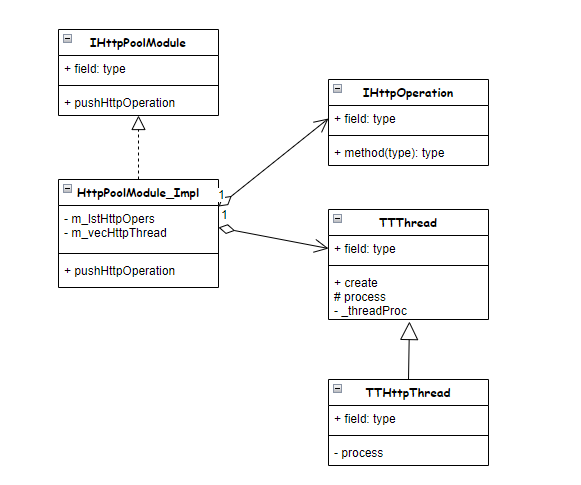 IHttpPoolModule
+ field: type
+ pushHttpOperation
IHttpOperation
+ field: type
+ method(type): type
HttpPoolModule_Impl
- m_lstHttpOpers
- m_vecHttpThread
+ pushHttpOperation
1
1
TTThread
+ field: type
+ create
# process
- _threadProc
TTHttpThread
+ field: type
- process